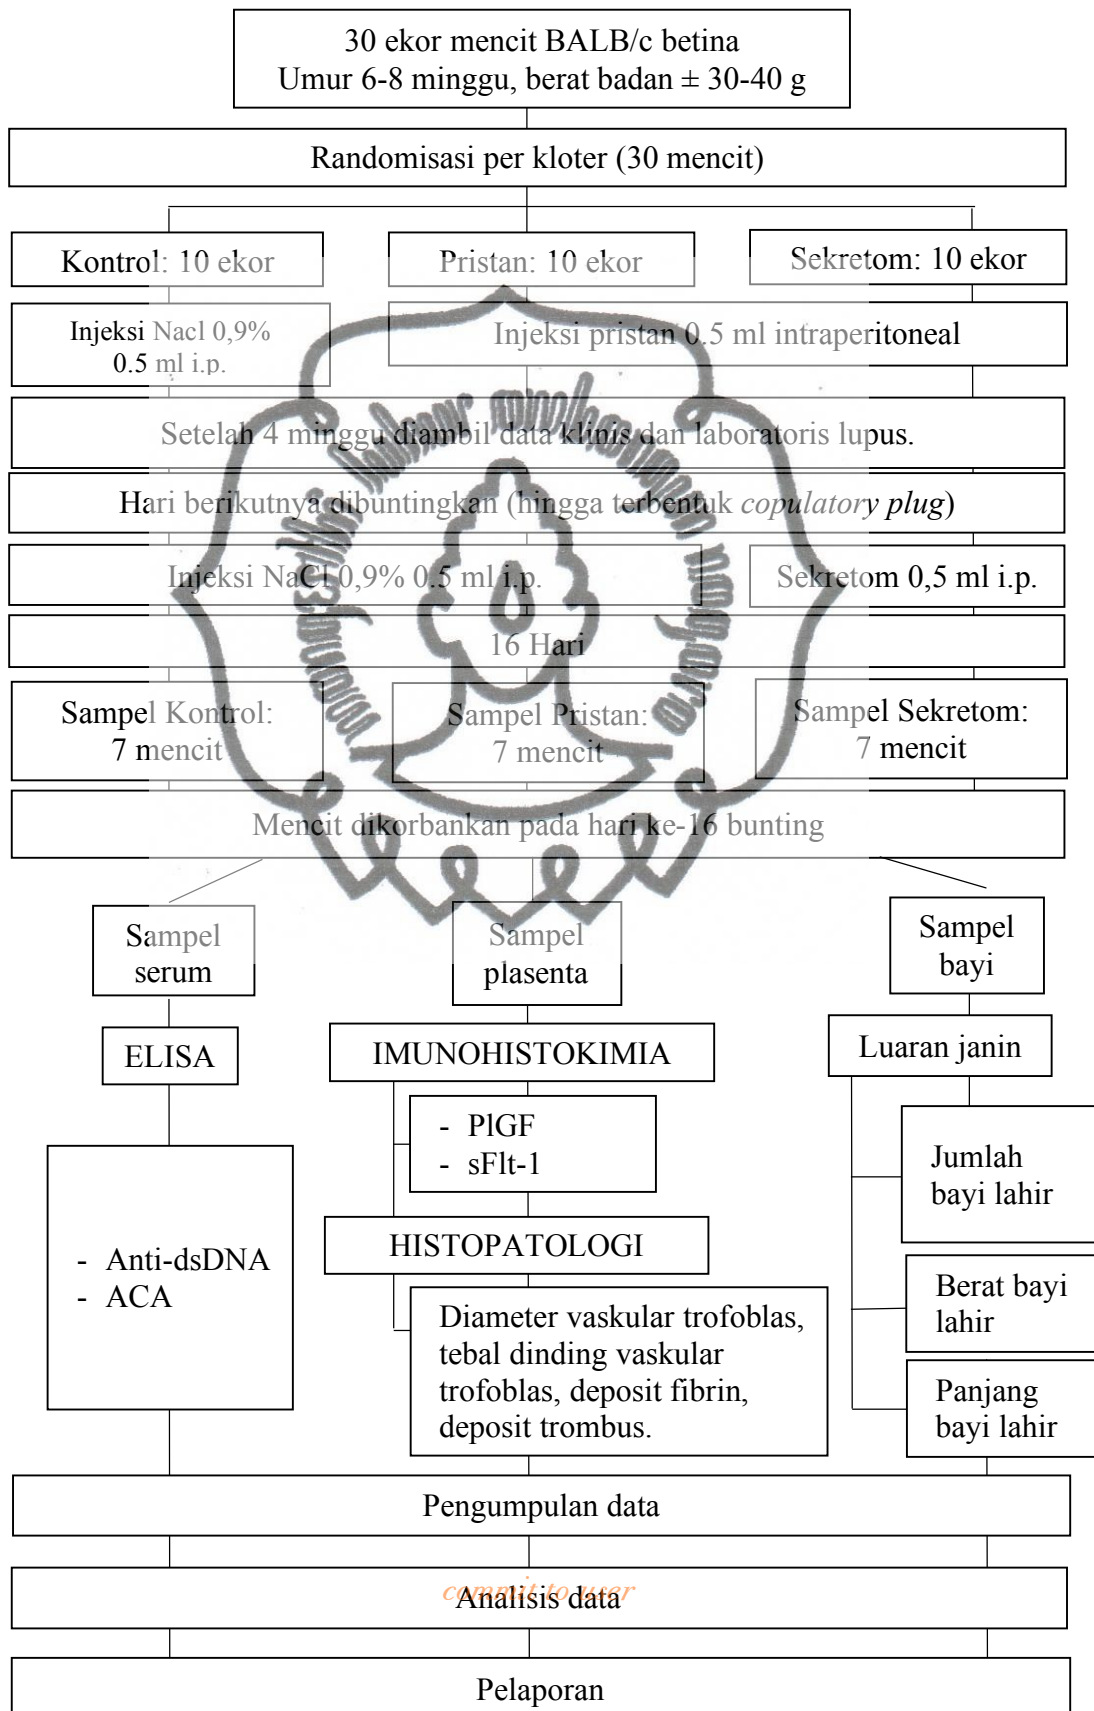 30 ekor mencit BALB/c betina
Umur 6-8 minggu, berat badan ± 30-40 g
Randomisasi per kloter (30 mencit)
Kontrol: 10 ekor
Pristan: 10 ekor
Sekretom: 10 ekor
Injeksi Nacl 0,9%
0.5 ml i.p.
Injeksi pristan 0.5 ml intraperitoneal
Setelah 4 minggu diambil data klinis dan laboratoris lupus.
Hari berikutnya dibuntingkan (hingga terbentuk copulatory plug)
Injeksi NaCl 0,9% 0.5 ml i.p.
Sekretom 0,5 ml i.p.
16 Hari
Sampel Kontrol:
7 mencit
Sampel Pristan:
7 mencit
Sampel Sekretom:
7 mencit
Mencit dikorbankan pada hari ke-16 bunting
Sampel
serum
Sampel
plasenta
Sampel
bayi
ELISA
IMUNOHISTOKIMIA
Luaran janin
- PlGF
- sFlt-1
Jumlah
bayi lahir
- Anti-dsDNA
- ACA
HISTOPATOLOGI
Berat bayi
lahir
Diameter vaskular trofoblas,
tebal dinding vaskular
trofoblas, deposit fibrin,
deposit trombus.
Panjang
bayi lahir
Pengumpulan data
commit to user
Analisis data
Pelaporan